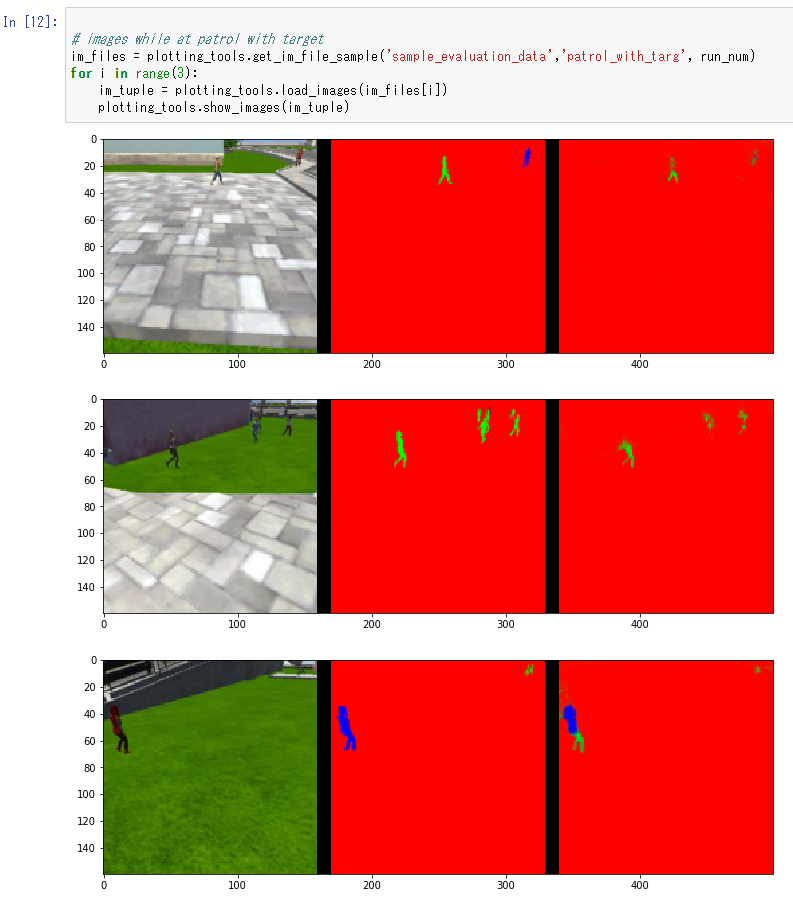 In [12]:
# images while at patrol with target
im_files = plotting_tools.get_im_file_sample('sample_evaluation_data','patrol_with_targ', run_num)
for i in range(3):
    im_tuple = plotting_tools.load_images(im_files[i])
    plotting_tools.show_images(im_tuple)
0
20
40
60
80
100
120
140
0 100 200 300 400
0
20
40
60
80
100
120
140
0 100 200 300 400
0
20
40
60
80
100
120
140
0 100 200 300 400